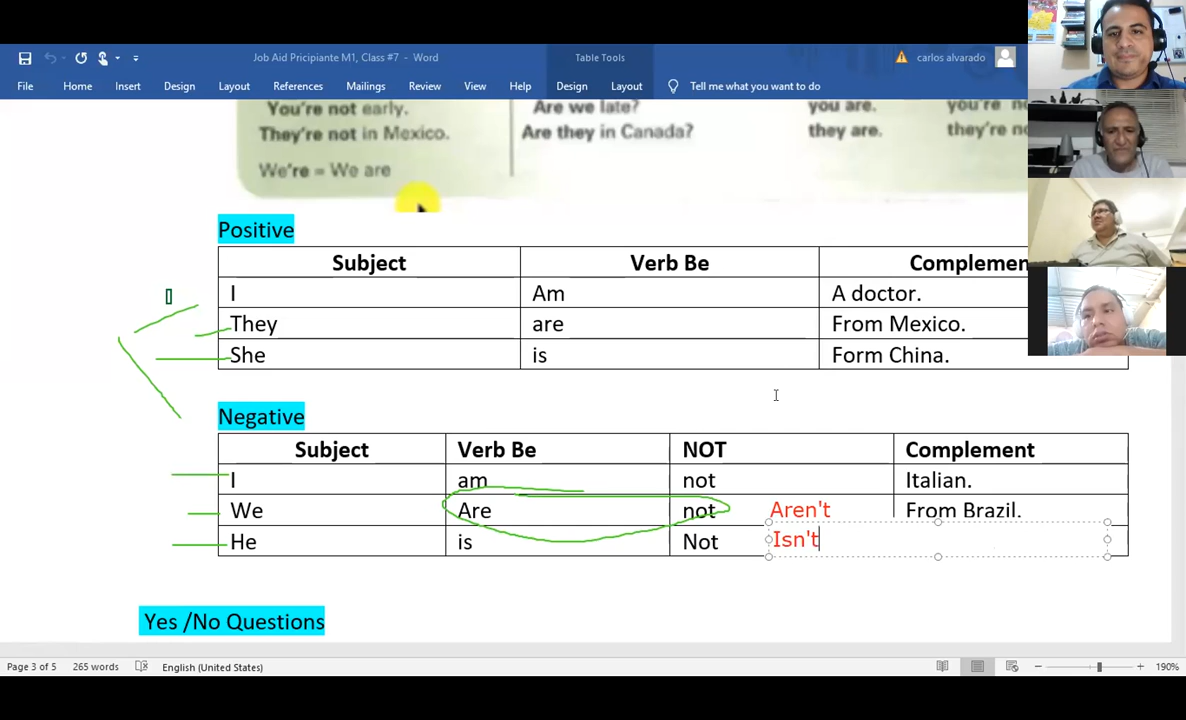 Job Aid Pricipiante M1, Class #7 - Word
Table Tools
carlos alvarado
File Home Insert Design Layout References Mailings Review View Help Design Layout Tell me what you want to do
You're not early. Are we late? you are. you're
They're not in Mexico. Are they in Canada? they are. they're
We're = We are
Positive
Subject Verb Be Complemen
I Am A doctor.
They are From Mexico.
She is Form China.
Negative
Subject Verb Be NOT Complement
I am not Italian.
We Are not Aren't From Brazil.
He is Not Isn't
Yes /No Questions
Page 3 of 5 265 words English (United States) 190%